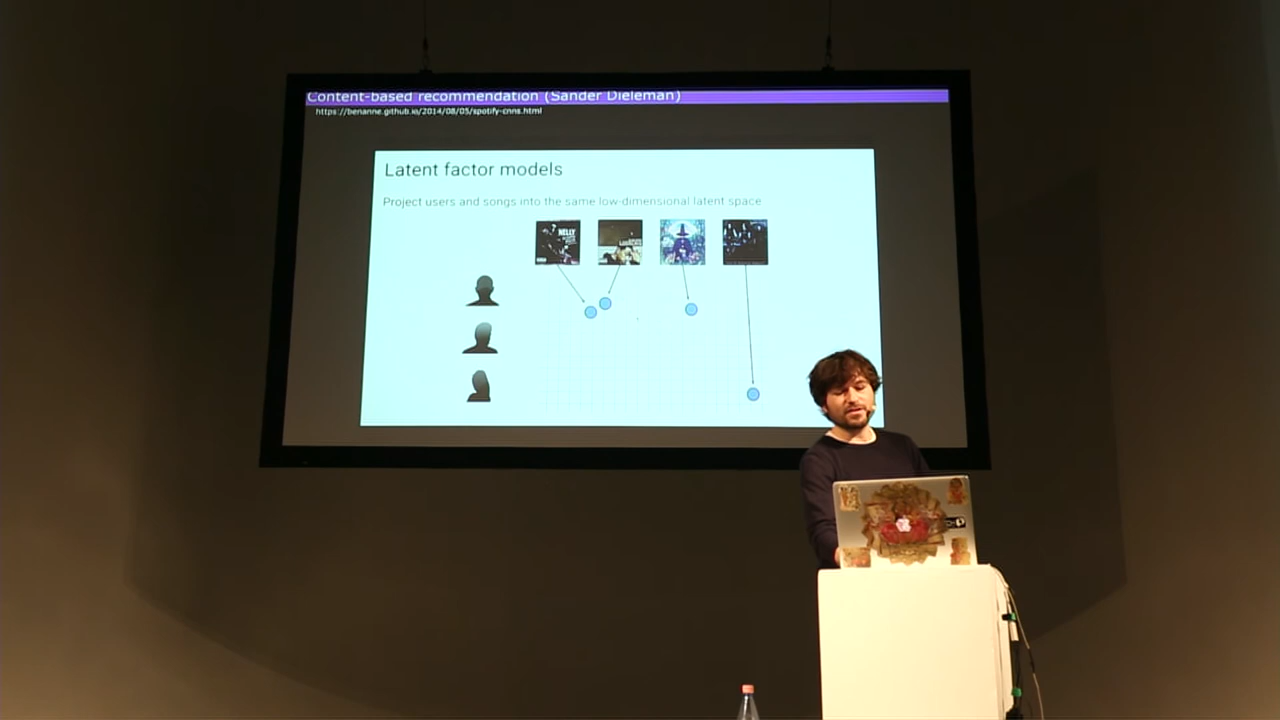 Content-based recommendation (Sander Dieleman)
https://benanne.github.io/2014/08/05/spotify-cnns.html
Latent factor models
Project users and songs into the same low-dimensional latent space
NELLY